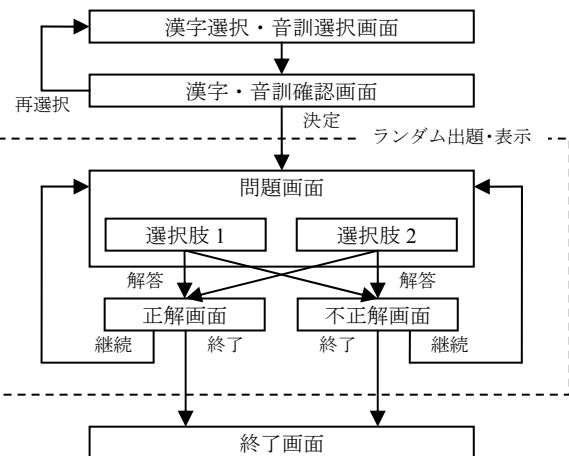 漢字選択・音訓選択画面
漢字・音訓確認画面
再選択
決定
ランダム出題・表示
問題画面
選択肢 1
選択肢 2
解答
解答
正解画面
不正解画面
継続
終了
終了
継続
終了画面